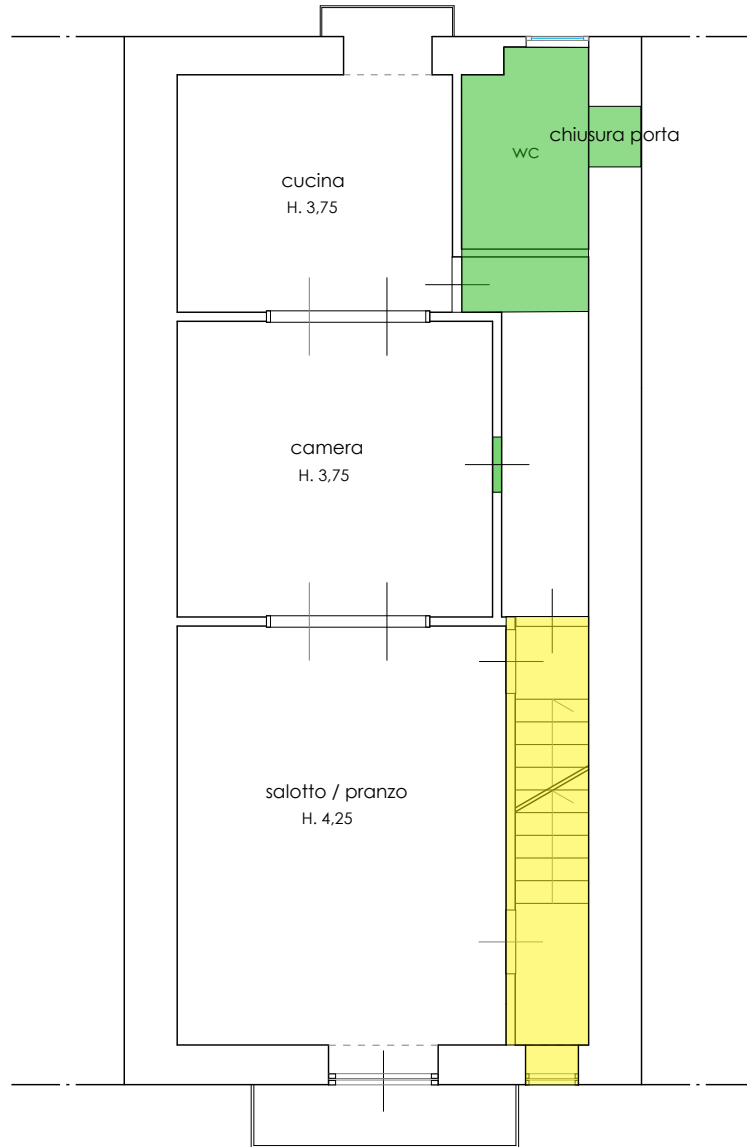 chiusura porta
wc
cucina
H. 3,75
camera
H. 3,75
salotto / pranzo
H. 4,25